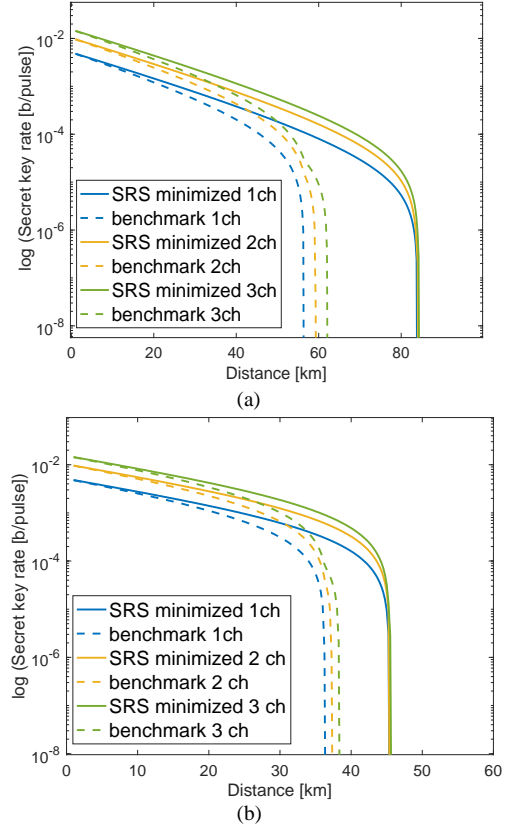 10^-2
10^-4
10^-6
10^-8
log (Secret key rate [b/pulse])
SRS minimized 1ch
benchmark 1ch
SRS minimized 2ch
benchmark 2ch
SRS minimized 3ch
benchmark 3ch
0 20 40 60 80
Distance [km]
(a)
10^-2
10^-4
10^-6
10^-8
log (Secret key rate [b/pulse])
SRS minimized 1ch
benchmark 1ch
SRS minimized 2 ch
benchmark 2 ch
SRS minimized 3 ch
benchmark 3 ch
0 10 20 30 40 50 60
Distance [km]
(b)